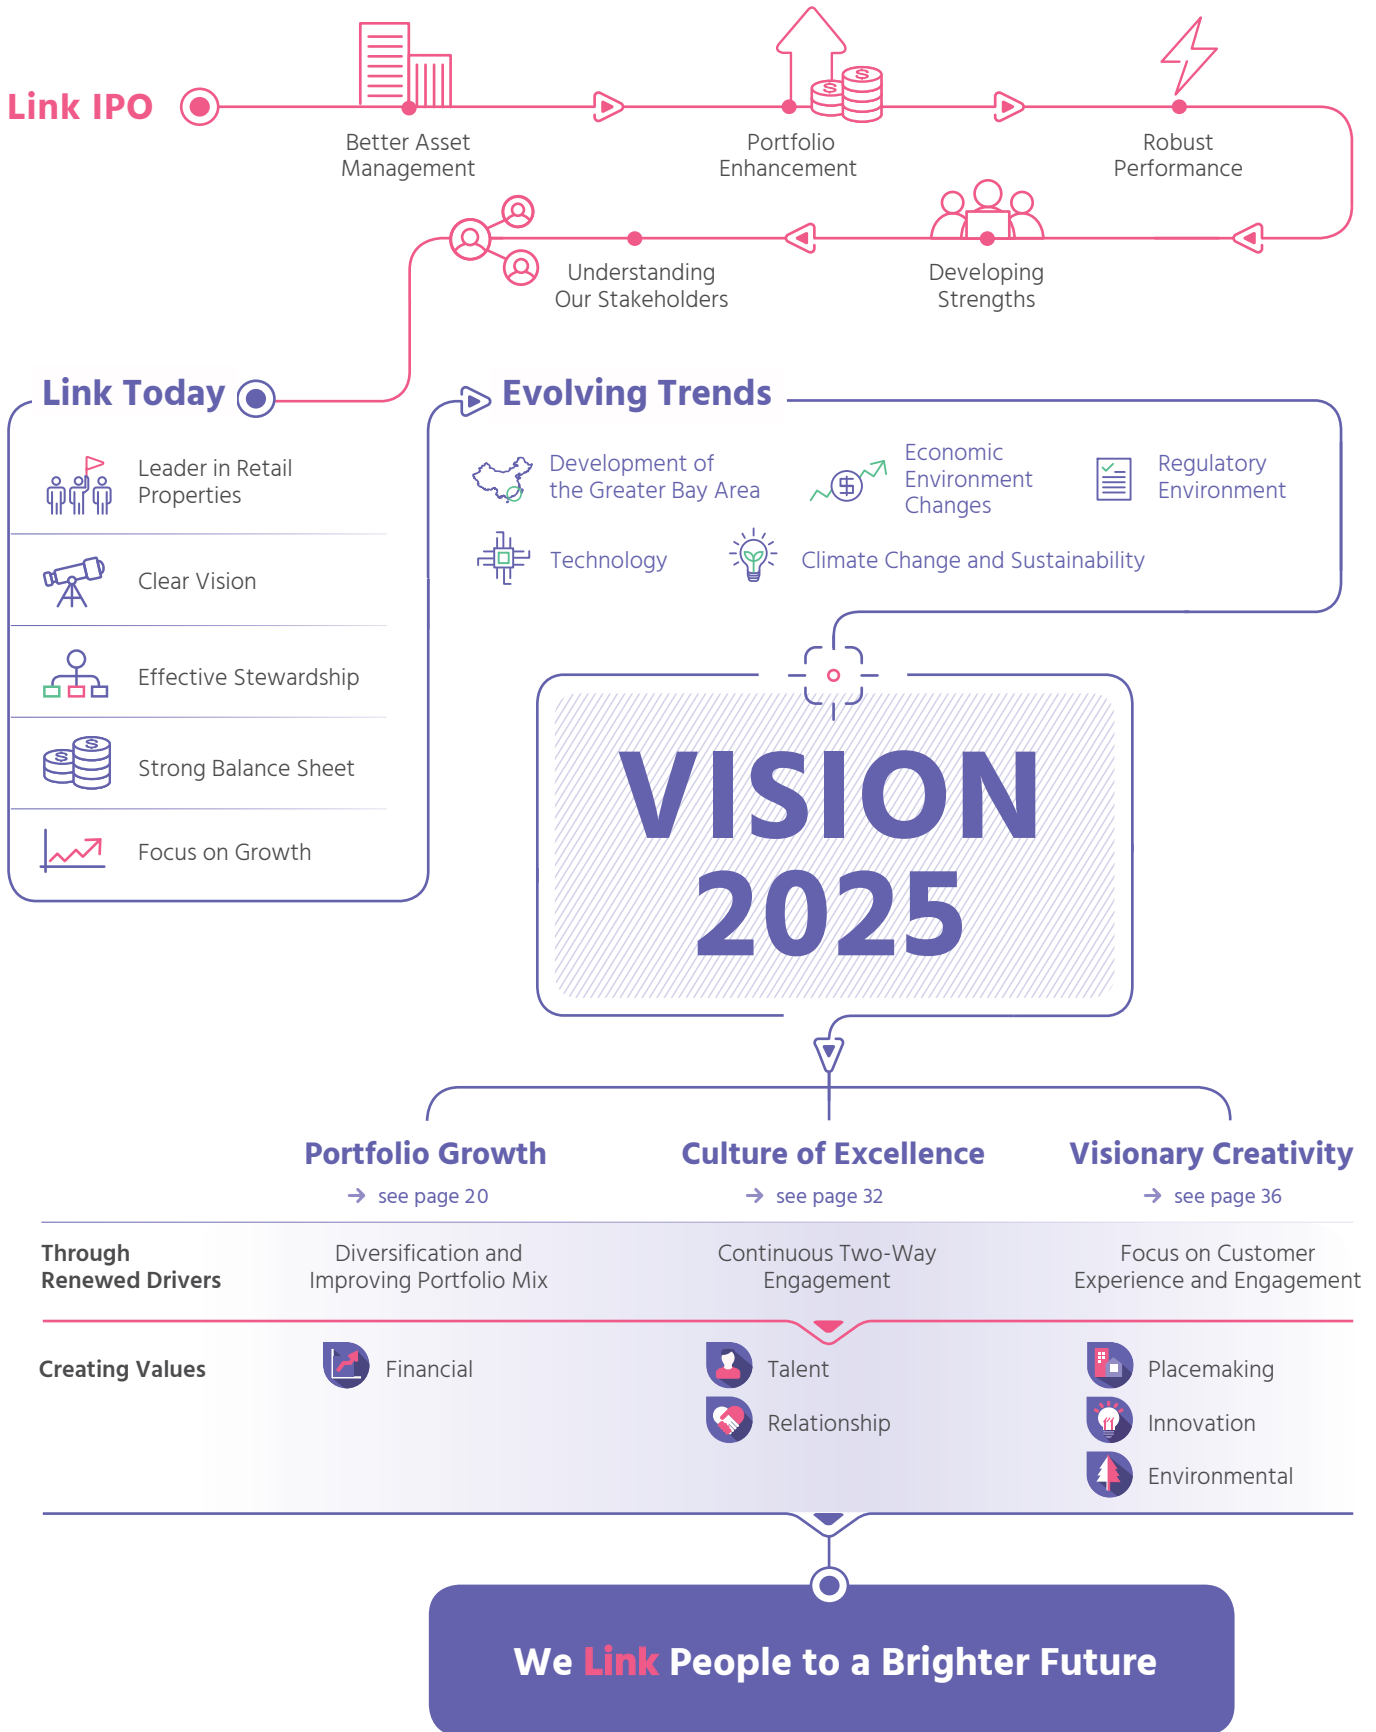 Link IPO
Better Asset
Management
Portfolio
Enhancement
Robust
Performance
Understanding
Our Stakeholders
Developing
Strengths
Link Today
Leader in Retail
Properties
Clear Vision
Effective Stewardship
Strong Balance Sheet
Focus on Growth
Evolving Trends
Development of
the Greater Bay Area
Economic
Environment
Changes
Regulatory
Environment
Technology
Climate Change and Sustainability
VISION
2025
Portfolio Growth
→ see page 20
Culture of Excellence
→ see page 32
Visionary Creativity
→ see page 36
Through
Renewed Drivers
Diversification and
Improving Portfolio Mix
Continuous Two-Way
Engagement
Focus on Customer
Experience and Engagement
Creating Values
Financial
Talent
Relationship
Placemaking
Innovation
Environmental
We Link People to a Brighter Future